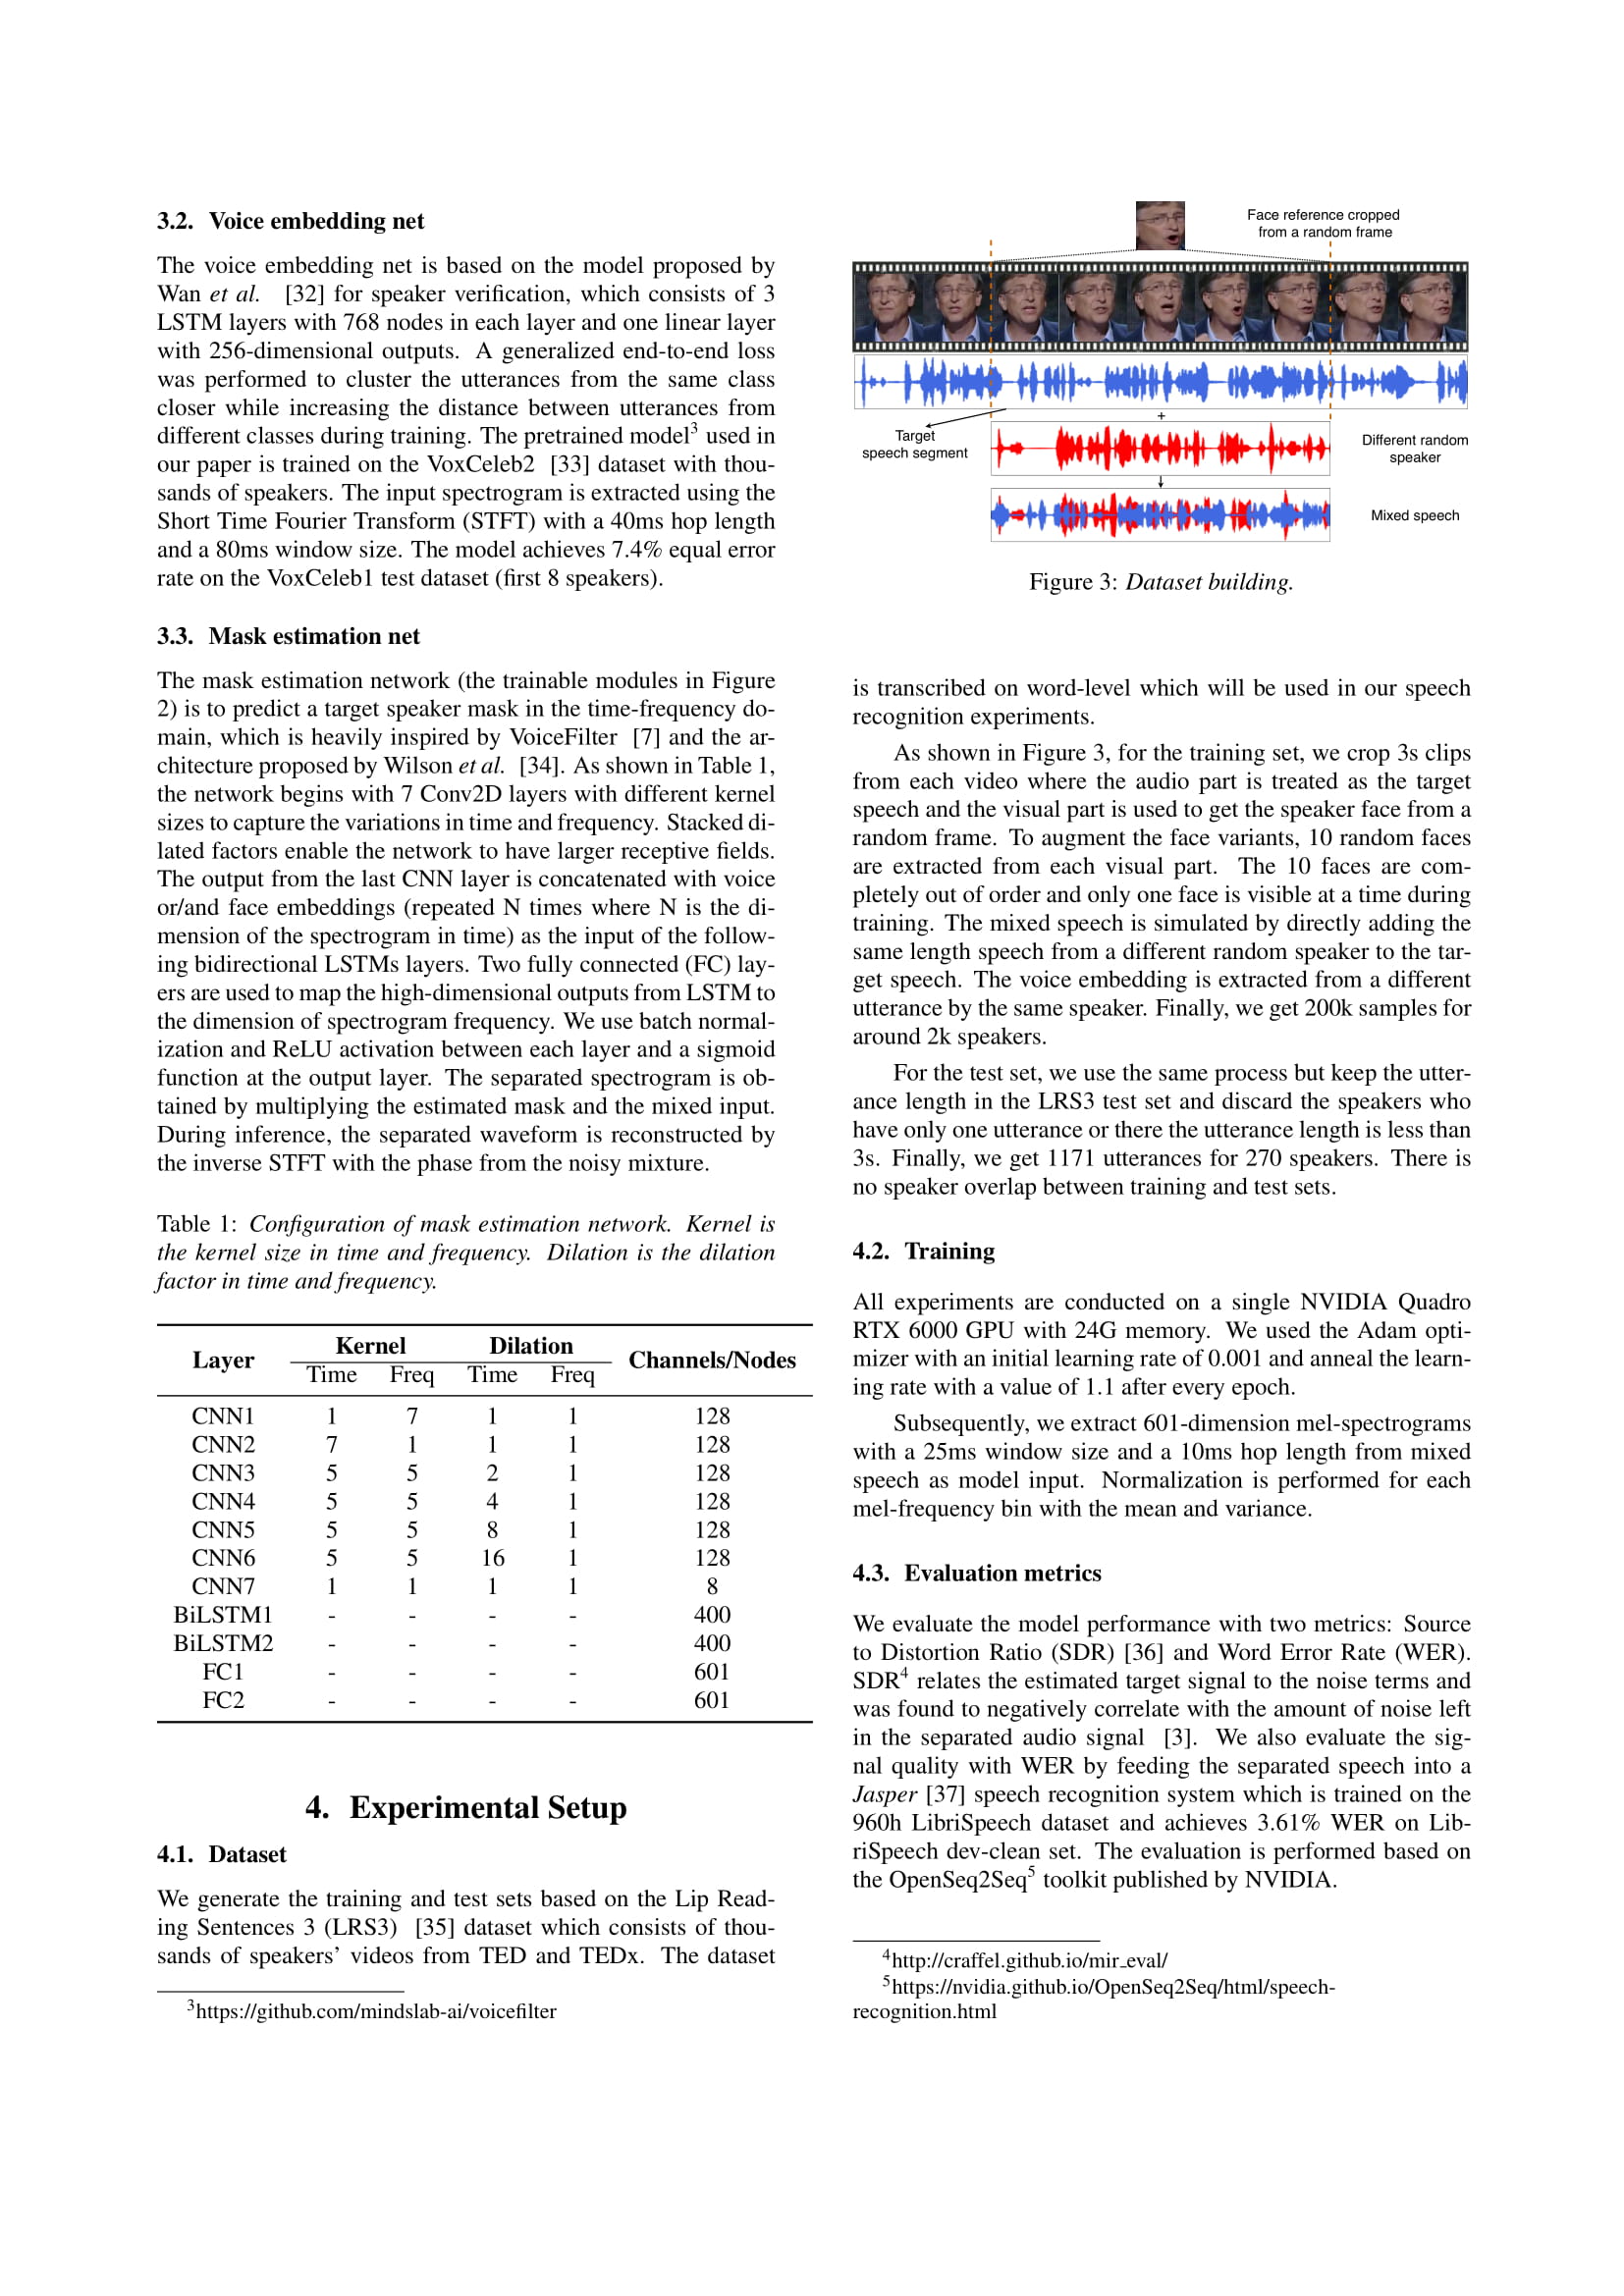 3.2. Voice embedding net
The voice embedding net is based on the model proposed by
Wan et al. [32] for speaker verification, which consists of 3
LSTM layers with 768 nodes in each layer and one linear layer
with 256-dimensional outputs. A generalized end-to-end loss
was performed to cluster the utterances from the same class
closer while increasing the distance between utterances from
different classes during training. The pretrained model3 used in
our paper is trained on the VoxCeleb2 [33] dataset with thou-
sands of speakers. The input spectrogram is extracted using the
Short Time Fourier Transform (STFT) with a 40ms hop length
and a 80ms window size. The model achieves 7.4% equal error
rate on the VoxCeleb1 test dataset (first 8 speakers).
3.3. Mask estimation net
The mask estimation network (the trainable modules in Figure
2) is to predict a target speaker mask in the time-frequency do-
main, which is heavily inspired by VoiceFilter [7] and the ar-
chitecture proposed by Wilson et al. [34]. As shown in Table 1,
the network begins with 7 Conv2D layers with different kernel
sizes to capture the variations in time and frequency. Stacked di-
lated factors enable the network to have larger receptive fields.
The output from the last CNN layer is concatenated with voice
or/and face embeddings (repeated N times where N is the di-
mension of the spectrogram in time) as the input of the follow-
ing bidirectional LSTMs layers. Two fully connected (FC) lay-
ers are used to map the high-dimensional outputs from LSTM to
the dimension of spectrogram frequency. We use batch normal-
ization and ReLU activation between each layer and a sigmoid
function at the output layer. The separated spectrogram is ob-
tained by multiplying the estimated mask and the mixed input.
During inference, the separated waveform is reconstructed by
the inverse STFT with the phase from the noisy mixture.
Table 1: Configuration of mask estimation network. Kernel is
the kernel size in time and frequency. Dilation is the dilation
factor in time and frequency.
Layer Kernel Dilation Channels/Nodes
Time Freq Time Freq
CNN1 1 7 1 1 128
CNN2 7 1 1 1 128
CNN3 5 5 2 1 128
CNN4 5 5 4 1 128
CNN5 5 5 8 1 128
CNN6 5 5 16 1 128
CNN7 1 1 1 1 8
BiLSTM1 - - - - 400
BiLSTM2 - - - - 400
FC1 - - - - 601
FC2 - - - - 601
4. Experimental Setup
4.1. Dataset
We generate the training and test sets based on the Lip Read-
ing Sentences 3 (LRS3) [35] dataset which consists of thou-
sands of speakers' videos from TED and TEDx. The dataset
3https://github.com/mindslab-ai/voicefilter
Face reference cropped
from a random frame
+
Target
speech segment
Different random
speaker
Mixed speech
Figure 3: Dataset building.
is transcribed on word-level which will be used in our speech
recognition experiments.
As shown in Figure 3, for the training set, we crop 3s clips
from each video where the audio part is treated as the target
speech and the visual part is used to get the speaker face from a
random frame. To augment the face variants, 10 random faces
are extracted from each visual part. The 10 faces are com-
pletely out of order and only one face is visible at a time during
training. The mixed speech is simulated by directly adding the
same length speech from a different random speaker to the tar-
get speech. The voice embedding is extracted from a different
utterance by the same speaker. Finally, we get 200k samples for
around 2k speakers.
For the test set, we use the same process but keep the utter-
ance length in the LRS3 test set and discard the speakers who
have only one utterance or there the utterance length is less than
3s. Finally, we get 1171 utterances for 270 speakers. There is
no speaker overlap between training and test sets.
4.2. Training
All experiments are conducted on a single NVIDIA Quadro
RTX 6000 GPU with 24G memory. We used the Adam opti-
mizer with an initial learning rate of 0.001 and anneal the learn-
ing rate with a value of 1.1 after every epoch.
Subsequently, we extract 601-dimension mel-spectrograms
with a 25ms window size and a 10ms hop length from mixed
speech as model input. Normalization is performed for each
mel-frequency bin with the mean and variance.
4.3. Evaluation metrics
We evaluate the model performance with two metrics: Source
to Distortion Ratio (SDR) [36] and Word Error Rate (WER).
SDR4 relates the estimated target signal to the noise terms and
was found to negatively correlate with the amount of noise left
in the separated audio signal [3]. We also evaluate the sig-
nal quality with WER by feeding the separated speech into a
Jasper [37] speech recognition system which is trained on the
960h LibriSpeech dataset and achieves 3.61% WER on Lib-
riSpeech dev-clean set. The evaluation is performed based on
the OpenSeq2Seq5 toolkit published by NVIDIA.
4http://craffel.github.io/mir_eval/
5https://nvidia.github.io/OpenSeq2Seq/html/speech-
recognition.html